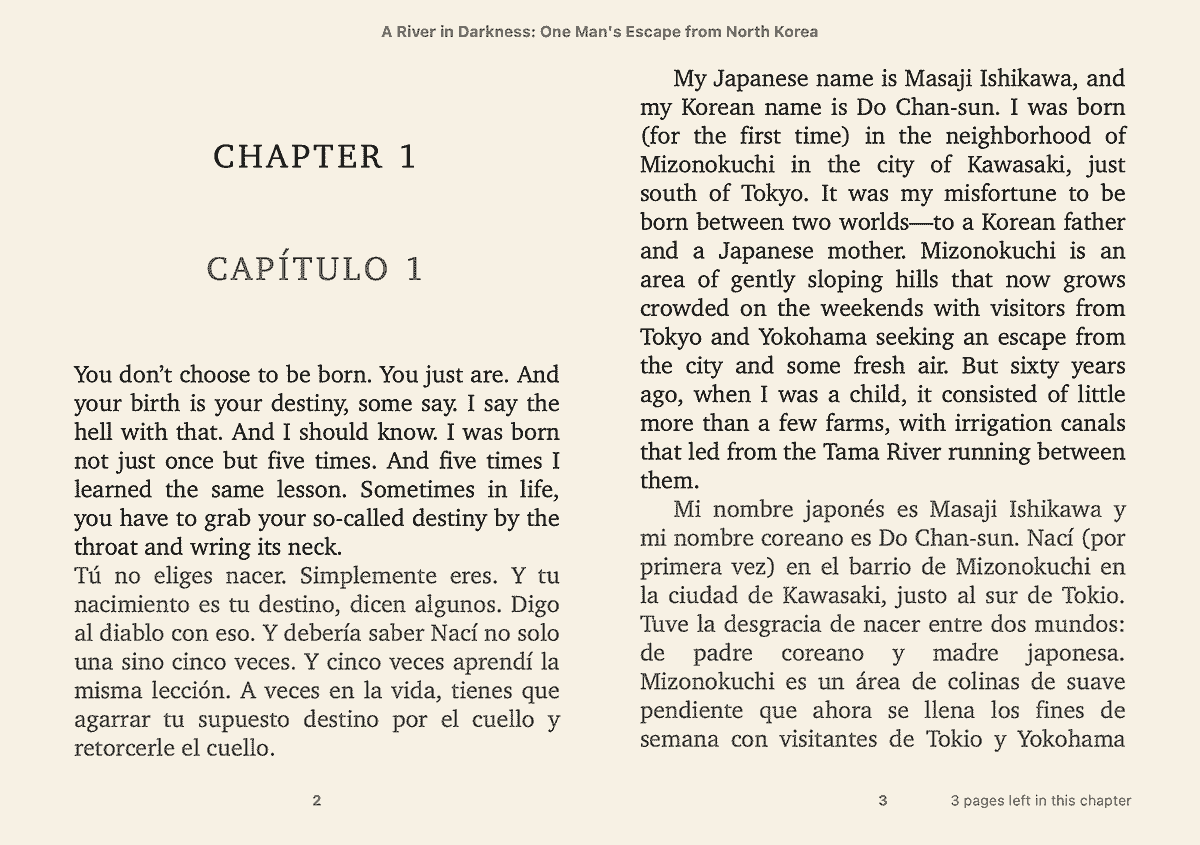 A River in Darkness: One Man's Escape from North Korea
CHAPTER 1
CAPÍTULO 1
You don’t choose to be born. You just are. And
your birth is your destiny, some say. I say the
hell with that. And I should know. I was born
not just once but five times. And five times I
learned the same lesson. Sometimes in life,
you have to grab your so-called destiny by the
throat and wring its neck.
Tú no eliges nacer. Simplemente eres. Y tu
nacimiento es tu destino, dicen algunos. Digo
al diablo con eso. Y debería saber Nací no solo
una sino cinco veces. Y cinco veces aprendí la
misma lección. A veces en la vida, tienes que
agarrar tu supuesto destino por el cuello y
retorcerle el cuello.
2
My Japanese name is Masaji Ishikawa, and
my Korean name is Do Chan-sun. I was born
(for the first time) in the neighborhood of
Mizonokuchi in the city of Kawasaki, just
south of Tokyo. It was my misfortune to be
born between two worlds—to a Korean father
and a Japanese mother. Mizonokuchi is an
area of gently sloping hills that now grows
crowded on the weekends with visitors from
Tokyo and Yokohama seeking an escape from
the city and some fresh air. But sixty years
ago, when I was a child, it consisted of little
more than a few farms, with irrigation canals
that led from the Tama River running between
them.
Mi nombre japonés es Masaji Ishikawa y
mi nombre coreano es Do Chan-sun. Nací (por
primera vez) en el barrio de Mizonokuchi en
la ciudad de Kawasaki, justo al sur de Tokio.
Tuve la desgracia de nacer entre dos mundos:
de padre coreano y madre japonesa.
Mizonokuchi es un área de colinas de suave
pendiente que ahora se llena los fines de
semana con visitantes de Tokio y Yokohama
3
3 pages left in this chapter